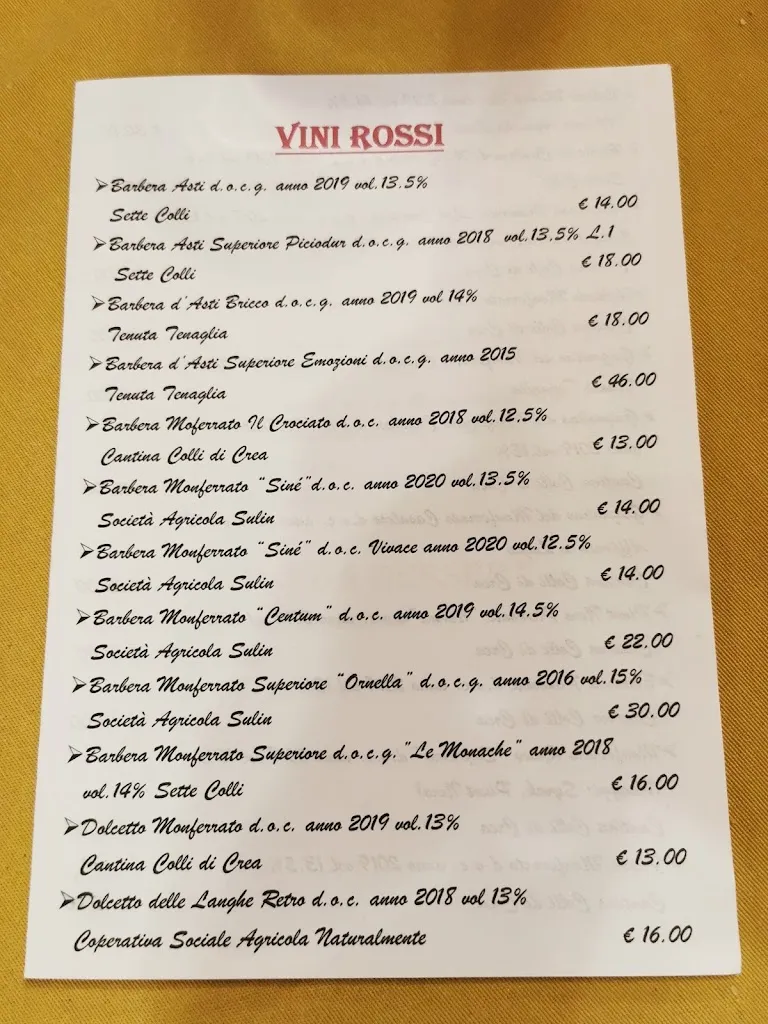 VINI ROSSI
➢Barbera Asti d.o.c.g. anno 2019 vol.13.5%
Sette Colli € 14.00
➢Barbera Asti Superiore Piciodur d.o.c.g. anno 2018 vol.13,5% L.1
Sette Colli € 18.00
➢Barbera d'Asti Bricco d.o.c.g. anno 2019 vol 14%
Tenuta Tenaglia € 18.00
➢Barbera d'Asti Superiore Emozioni d.o.c.g. anno 2015
Tenuta Tenaglia € 46.00
➢Barbera Moferrato Il Crociato d.o.c. anno 2018 vol.12,5%
Cantina Colli di Crea € 13.00
➢Barbera Monferrato "Siné"d.o.c. anno 2020 vol.13.5%
Società Agricola Sulin € 14.00
➢Barbera Monferrato "Siné" d.o.c. Vivace anno 2020 vol.12.5%
Società Agricola Sulin € 14.00
➢Barbera Monferrato "Centum" d.o.c. anno 2019 vol.14.5%
Società Agricola Sulin € 22.00
➢Barbera Monferrato Superiore "Ornella" d.o.c.g. anno 2016 vol.15%
Società Agricola Sulin € 30.00
➢Barbera Monferrato Superiore d.o.c.g. "Le Monache" anno 2018
vol.14% Sette Colli € 16.00
➢Dolcetto Monferrato d.o.c. anno 2019 vol.13%
Cantina Colli di Crea € 13.00
➢Dolcetto delle Langhe Retro d.o.c. anno 2018 vol 13%
Coperativa Sociale Agricola Naturalmente € 16.00